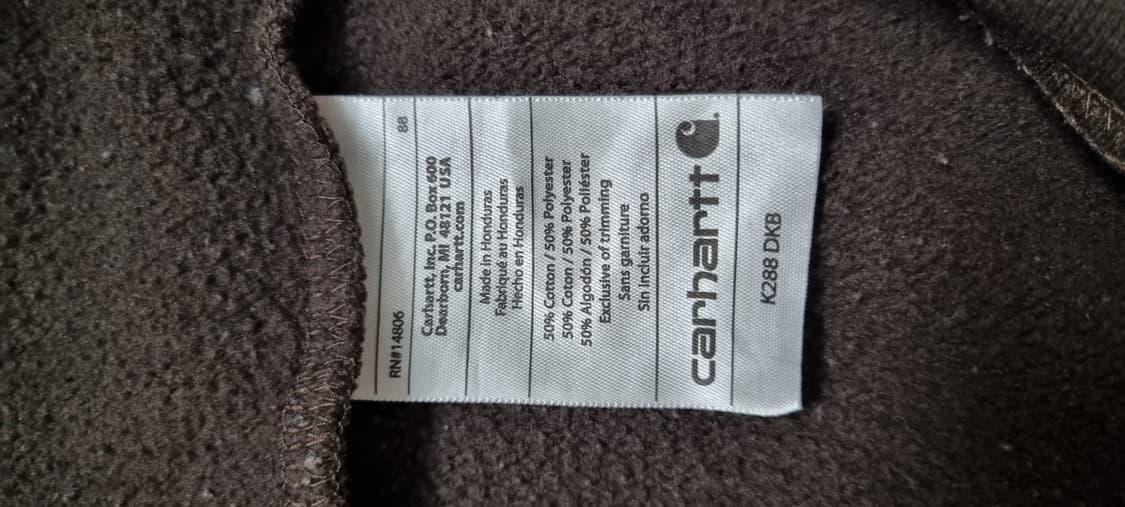 RN#14806 88
Carhartt, Inc. P.O. Box 600
Dearborn, MI 48121 USA
carhartt.com
Made in Honduras
Fabriqué au Honduras
Hecho en Honduras
50% Cotton / 50% Polyester
50% Coton / 50% Polyester
50% Algodón / 50% Poliéster
Exclusive of trimming
Sans garniture
Sin incluir adorno
carhartt
K288 DKB